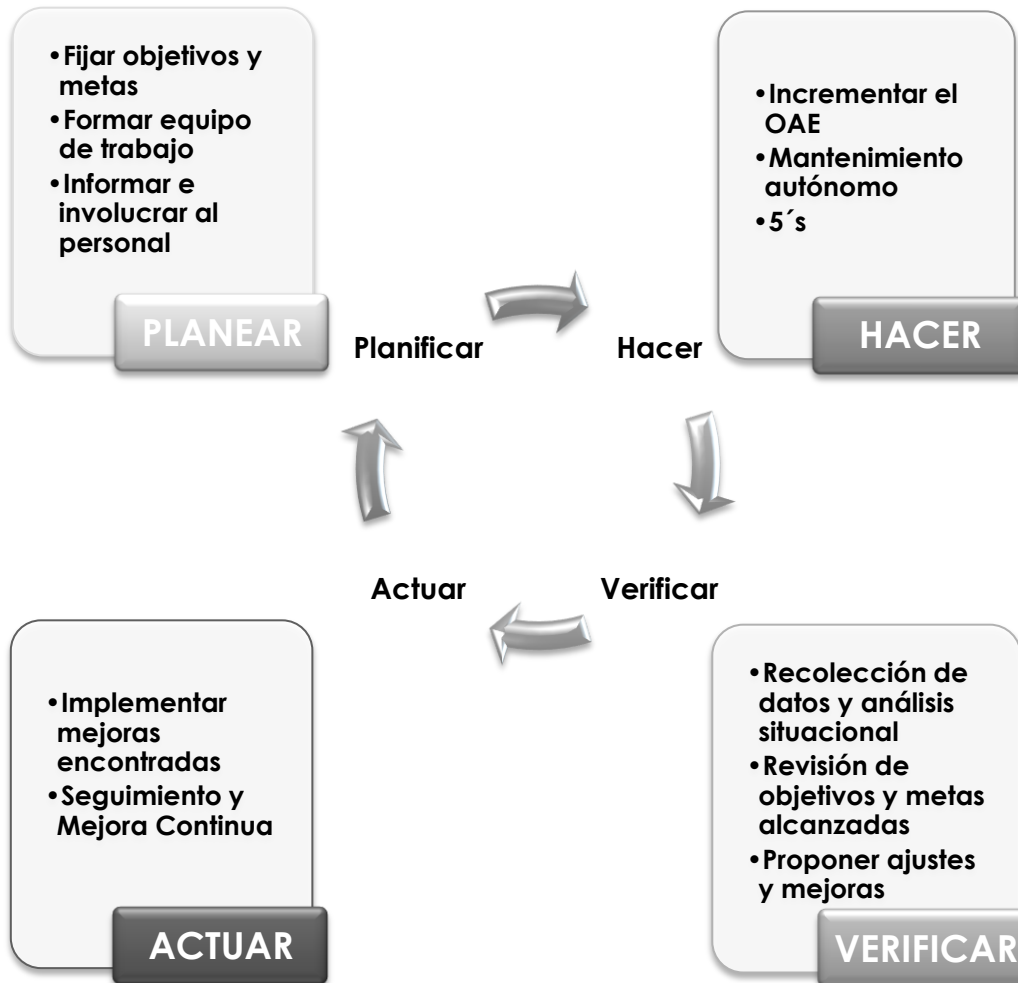 •Fijar objetivos y
metas
•Formar equipo
de trabajo
•Informar e
involucrar al
personal
PLANEAR
•Incrementar el
OAE
•Mantenimiento
autónomo
•5´s
HACER
Planificar
Hacer
Actuar
Verificar
•Implementar
mejoras
encontradas
•Seguimiento y
Mejora Continua
ACTUAR
•Recolección de
datos y análisis
situacional
•Revisión de
objetivos y metas
alcanzadas
•Proponer ajustes
y mejoras
VERIFICAR